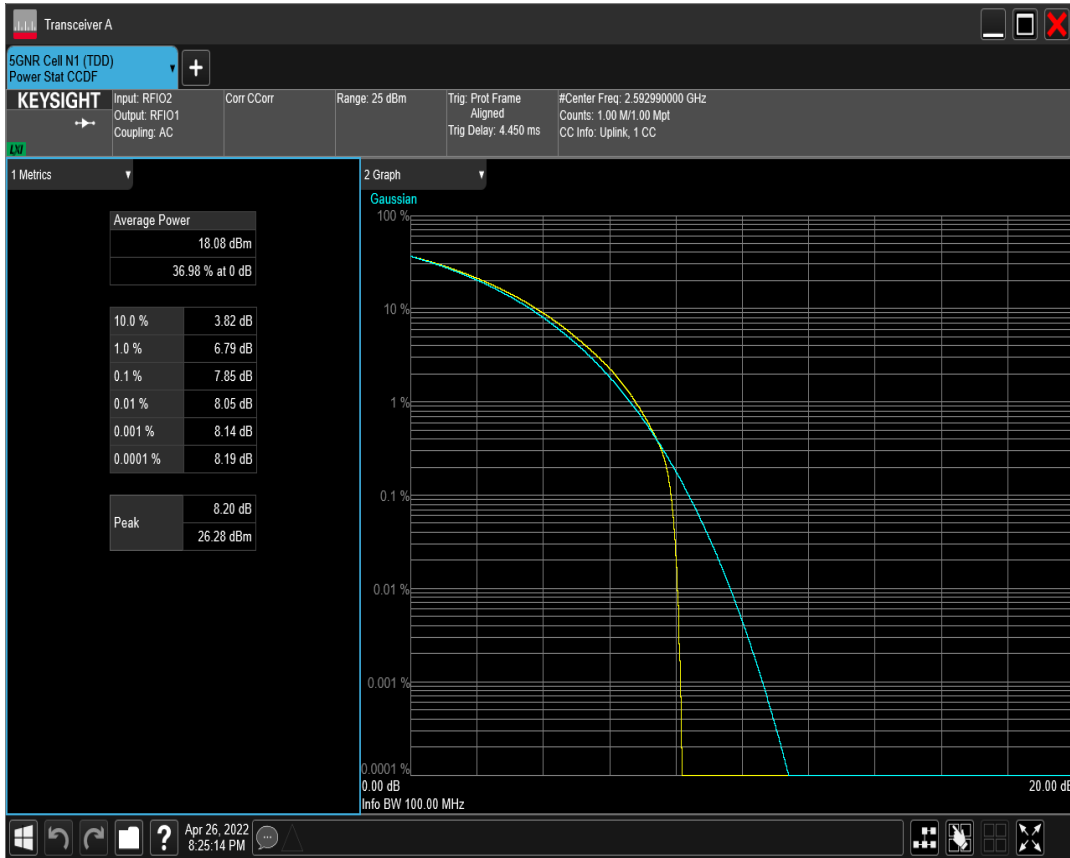 Transceiver A
5GNR Cell N1 (TDD)
Power Stat CCDF
+
KEYSIGHT
LXI
Input: RFIO2
Output: RFIO1
Coupling: AC
Corr CCorr
Range: 25 dBm
Trig: Prot Frame
Aligned
Trig Delay: 4.450 ms
#Center Freq: 2.592990000 GHz
Counts: 1.00 M/1.00 Mpt
CC Info: Uplink, 1 CC
1 Metrics
Average Power
18.08 dBm
36.98 % at 0 dB
10.0 % 3.82 dB
1.0 % 6.79 dB
0.1 % 7.85 dB
0.01 % 8.05 dB
0.001 % 8.14 dB
0.0001 % 8.19 dB
Peak
8.20 dB
26.28 dBm
2 Graph
Gaussian
100 %
10 %
1 %
0.1 %
0.01 %
0.001 %
0.0001 %
0.00 dB 20.00 dB
Info BW 100.00 MHz
?
Apr 26, 2022
8:25:14 PM